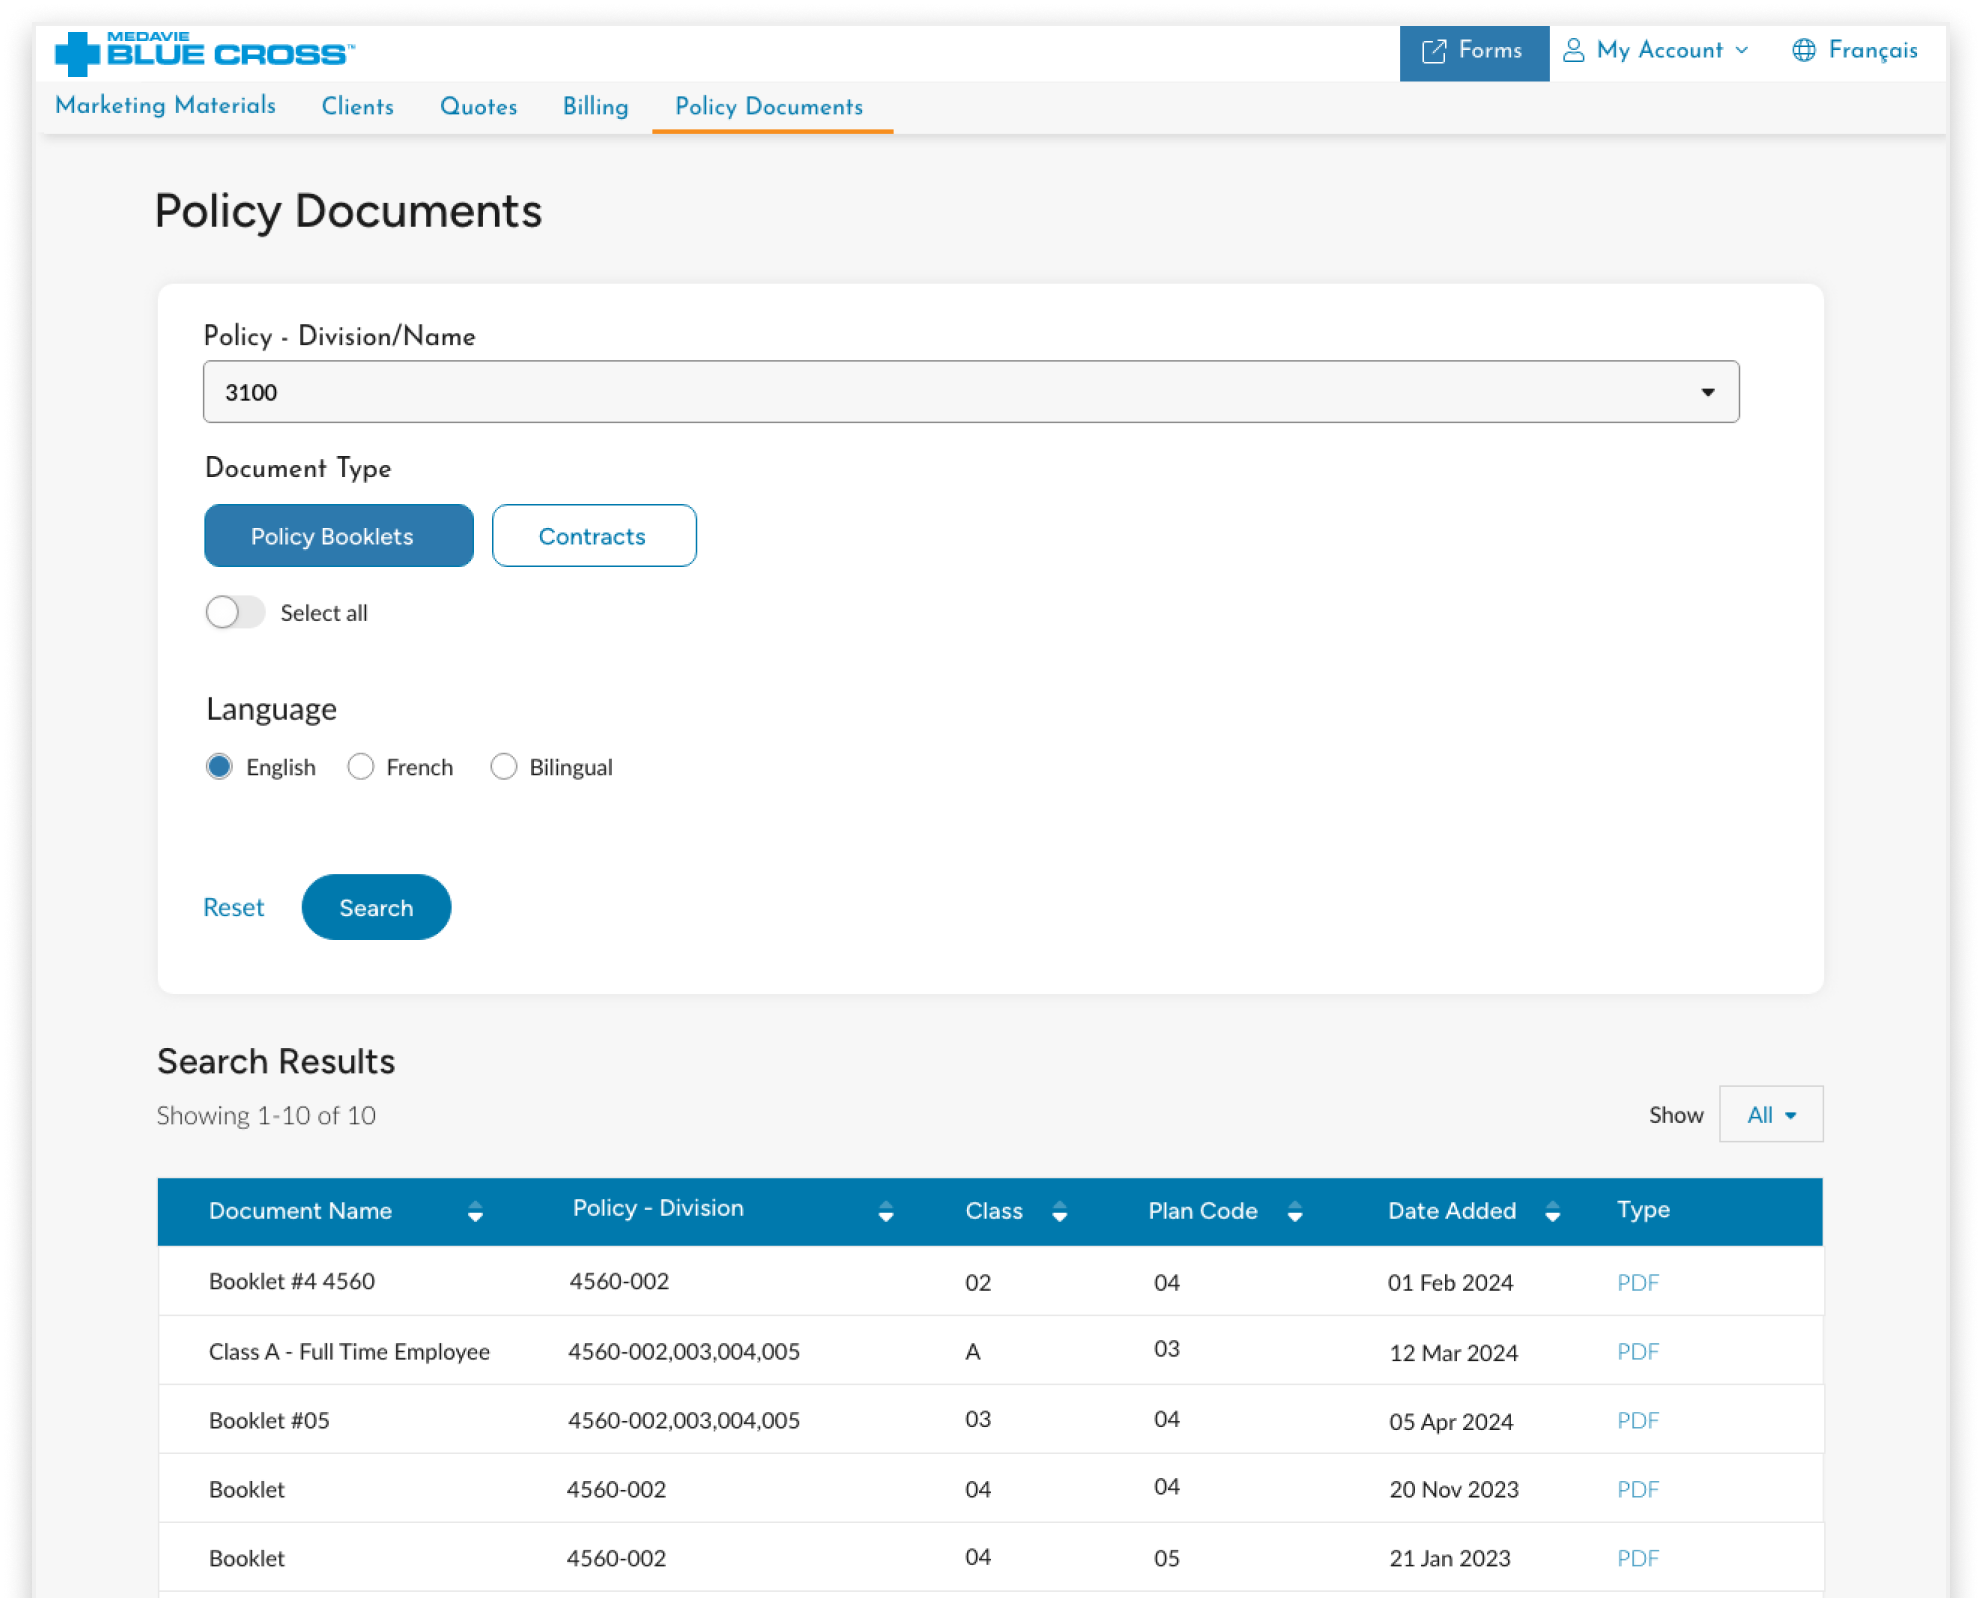 MEDAVIE
BLUE CROSS™
Forms
My Account
Français
Marketing Materials
Clients
Quotes
Billing
Policy Documents
Policy Documents
Policy - Division/Name
3100
Document Type
Policy Booklets
Contracts
Select all
Language
English
French
Bilingual
Reset
Search
Search Results
Showing 1-10 of 10
Show
All
Document Name Policy - Division Class Plan Code Date Added Type
Booklet #4 4560 4560-002 02 04 01 Feb 2024 PDF
Class A - Full Time Employee 4560-002,003,004,005 A 03 12 Mar 2024 PDF
Booklet #05 4560-002,003,004,005 03 04 05 Apr 2024 PDF
Booklet 4560-002 04 04 20 Nov 2023 PDF
Booklet 4560-002 04 05 21 Jan 2023 PDF